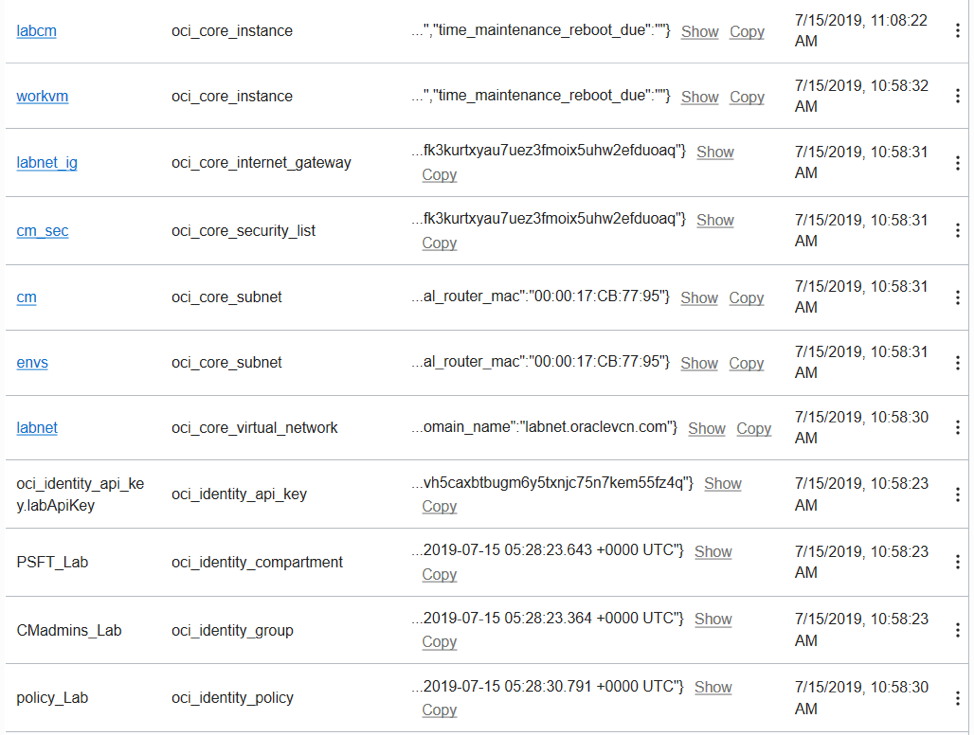 labcm oci_core_instance ...","time_maintenance_reboot_due":""} Show Copy 7/15/2019, 11:08:22
AM
workvm oci_core_instance ...","time_maintenance_reboot_due":""} Show Copy 7/15/2019, 10:58:32
AM
labnet_ig oci_core_internet_gateway ...fk3kurtxyau7uez3fmoix5uhw2efduoaq"} Show 7/15/2019, 10:58:31
Copy AM
cm_sec oci_core_security_list ...fk3kurtxyau7uez3fmoix5uhw2efduoaq"} Show 7/15/2019, 10:58:31
Copy AM
cm oci_core_subnet ...al_router_mac":"00:00:17:CB:77:95"} Show Copy 7/15/2019, 10:58:31
AM
envs oci_core_subnet ...al_router_mac":"00:00:17:CB:77:95"} Show Copy 7/15/2019, 10:58:31
AM
labnet oci_core_virtual_network ...omain_name":"labnet.oraclevcn.com"} Show Copy 7/15/2019, 10:58:30
AM
oci_identity_api_ke oci_identity_api_key ...vh5caxbtbugm6y5txnjc75n7kem55fz4q"} Show 7/15/2019, 10:58:23
y.labApiKey Copy AM
PSFT_Lab oci_identity_compartment ...2019-07-15 05:28:23.643 +0000 UTC"} Show 7/15/2019, 10:58:23
Copy AM
CMadmins_Lab oci_identity_group ...2019-07-15 05:28:23.364 +0000 UTC"} Show 7/15/2019, 10:58:23
Copy AM
policy_Lab oci_identity_policy ...2019-07-15 05:28:30.791 +0000 UTC"} Show 7/15/2019, 10:58:30
Copy AM